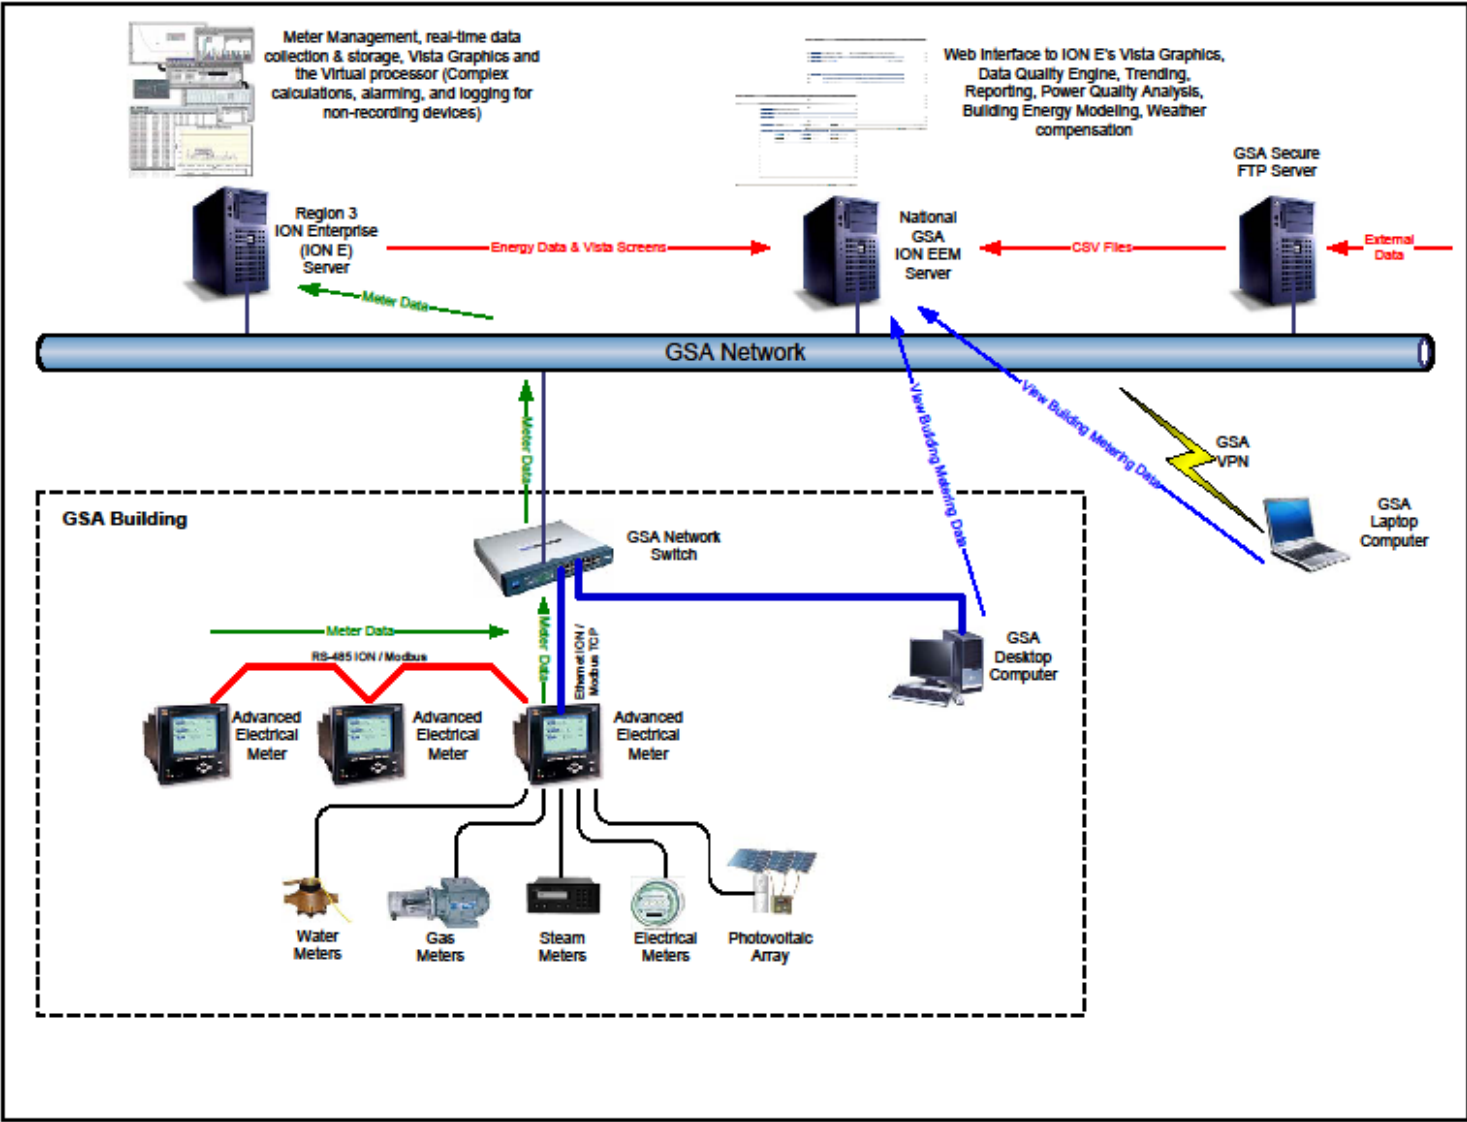 Meter Management, real-time data
collection & storage, Vista Graphics and
the Virtual processor (Complex
calculations, alarming, and logging for
non-recording devices)
Web Interface to ION E's Vista Graphics,
Data Quality Engine, Trending,
Reporting, Power Quality Analysis,
Building Energy Modeling, Weather
compensation
GSA Secure
FTP Server
Region 3
ION Enterprise
(ION E)
Server
Energy Data & Vista Screens
National
GSA
ION EEM
Server
CSV Files
External
Data
Meter Data
GSA Network
Meter Data
View Building Metering Data
View Building Metering Data
GSA
VPN
GSA
Laptop
Computer
GSA Building
GSA Network
Switch
Meter Data
RS-485 ION / Modbus
Meter Data
Ethernet ION /
Modbus TCP
GSA
Desktop
Computer
Advanced
Electrical
Meter
Advanced
Electrical
Meter
Advanced
Electrical
Meter
Water
Meters
Gas
Meters
Steam
Meters
Electrical
Meters
Photovoltaic
Array